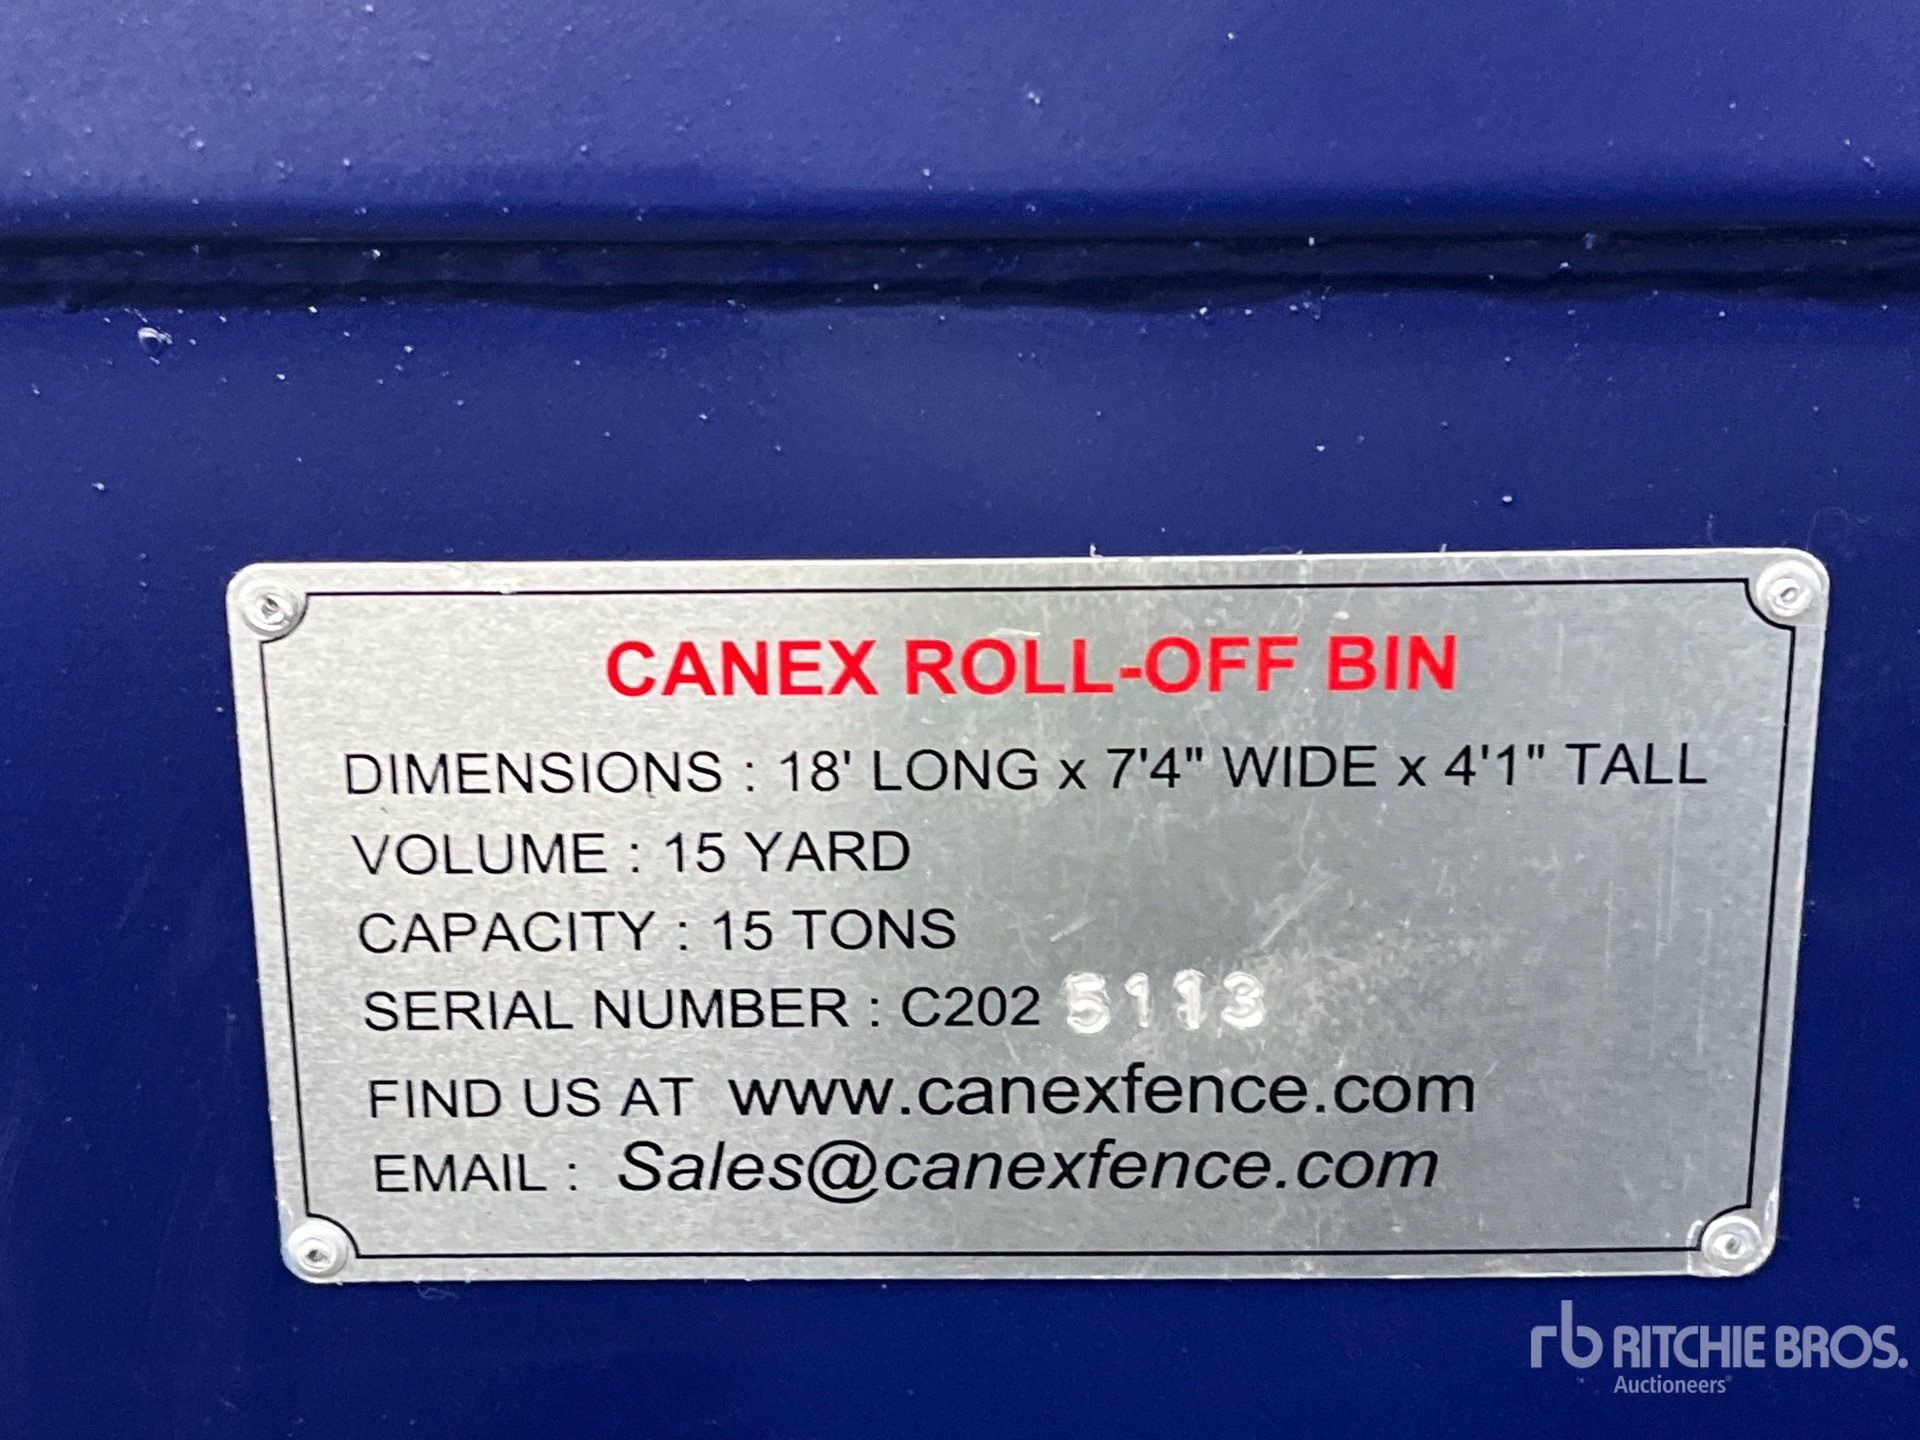 CANEX ROLL-OFF BIN
DIMENSIONS : 18' LONG x 7'4" WIDE x 4'1" TALL
VOLUME : 15 YARD
CAPACITY : 15 TONS
SERIAL NUMBER : C202 5113
FIND US AT www.canexfence.com
EMAIL : Sales@canexfence.com
rb RITCHIE BROS.
Auctioneers®